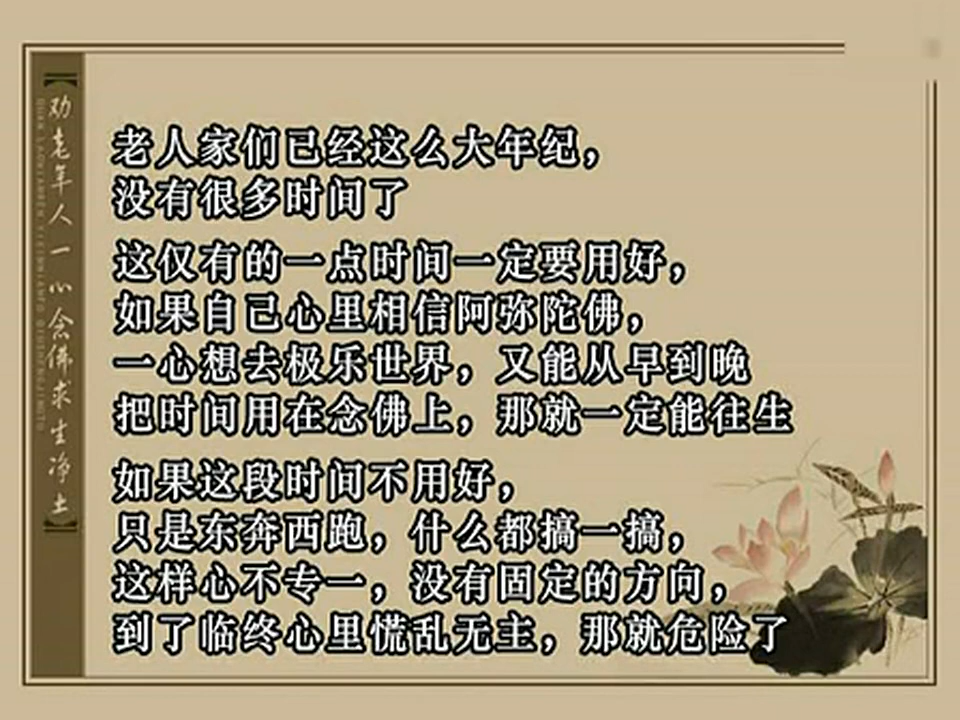 【劝老年人一心念佛求生净土】
老人家们已经这么大年纪，
没有很多时间了
这仅有的一点时间一定要用好，
如果自己心里相信阿弥陀佛，
一心想去极乐世界，又能从早到晚
把时间用在念佛上，那就一定能往生
如果这段时间不用好，
只是东奔西跑，什么都搞一搞，
这样心不专一，没有固定的方向，
到了临终心里慌乱无主，那就危险了